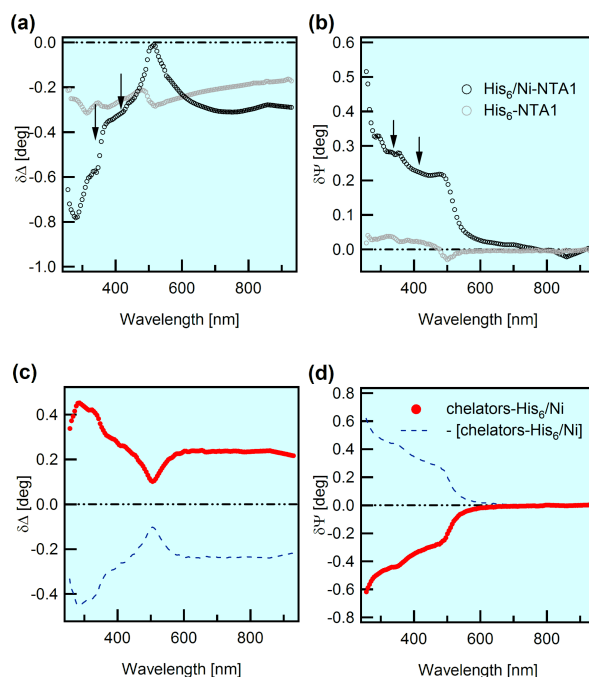 (a)
0.0
-0.2
-0.4
-0.6
-0.8
-1.0
δΔ [deg]
400
600
800
Wavelength [nm]
(b)
0.6
0.5
0.4
0.3
0.2
0.1
0.0
δΨ [deg]
His6/Ni-NTA1
His6-NTA1
400
600
800
Wavelength [nm]
(c)
0.4
0.2
0.0
-0.2
-0.4
δΔ [deg]
400
600
800
Wavelength [nm]
(d)
0.8
0.6
0.4
0.2
0.0
-0.2
-0.4
-0.6
-0.8
δΨ [deg]
chelators-His6/Ni
- [chelators-His6/Ni]
400
600
800
Wavelength [nm]